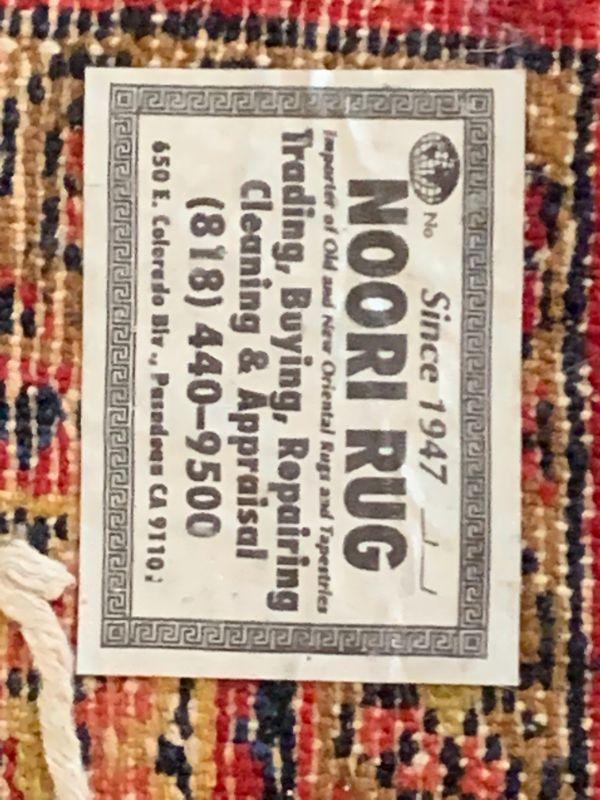 No
Since 1947
NOORI RUG
Importer of Old and New Oriental Rugs and Tapestries
Trading, Buying, Repairing
Cleaning & Appraisal
(818) 440-9500
650 E. Colorado Blv., Pasadena CA